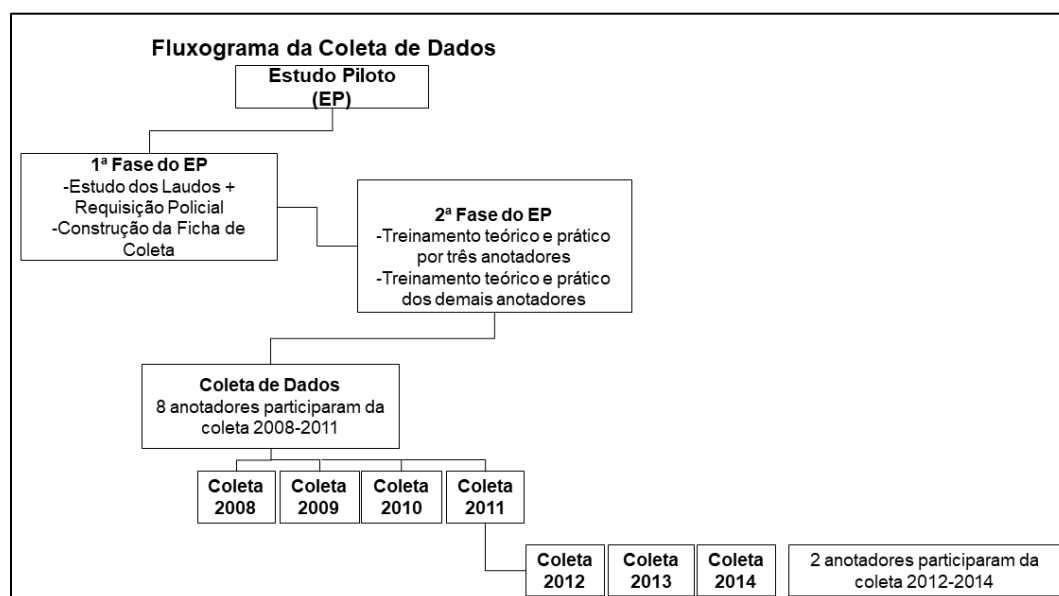 Fluxograma da Coleta de Dados
Estudo Piloto
(EP)
1ª Fase do EP
-Estudo dos Laudos +
Requisição Policial
-Construção da Ficha de
Coleta
2ª Fase do EP
-Treinamento teórico e prático
por três anotadores
-Treinamento teórico e prático
dos demais anotadores
Coleta de Dados
8 anotadores participaram da
coleta 2008-2011
Coleta
2008
Coleta
2009
Coleta
2010
Coleta
2011
Coleta
2012
Coleta
2013
Coleta
2014
2 anotadores participaram da
coleta 2012-2014